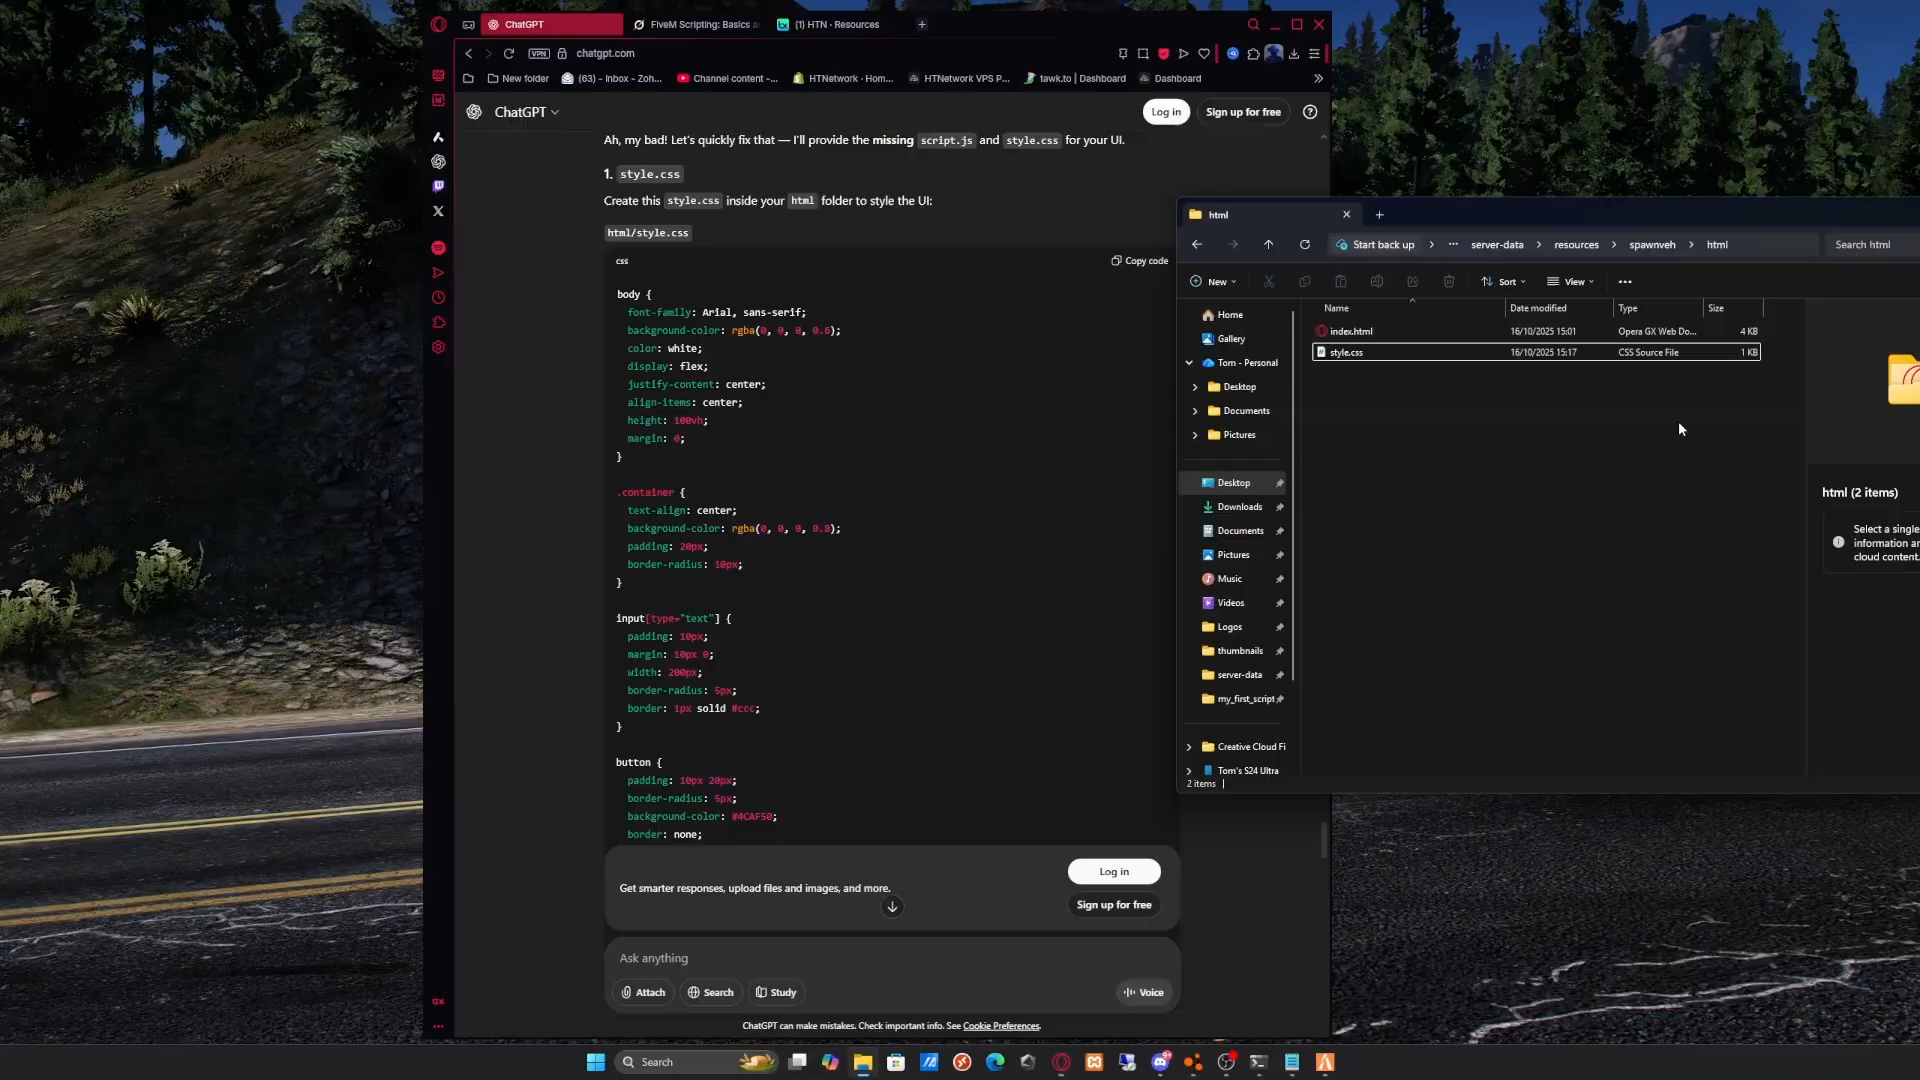 ChatGPT
FiveM Scripting: Basics a
(1) HTN · Resources
VPN
chatgpt.com
New folder
(63) - Inbox - Zoh...
Channel content -...
HTNetwork · Hom...
HTNetwork VPS P...
tawk.to | Dashboard
Dashboard
ChatGPT
Log in
Sign up for free
Ah, my bad! Let's quickly fix that — I'll provide the missing script.js and style.css for your UI.
1. style.css
Create this style.css inside your html folder to style the UI:
html/style.css
css
Copy code
body {
font-family: Arial, sans-serif;
background-color: rgba(0, 0, 0, 0.6);
color: white;
display: flex;
justify-content: center;
align-items: center;
height: 100vh;
margin: 0;
}
.container {
text-align: center;
background-color: rgba(0, 0, 0, 0.8);
padding: 20px;
border-radius: 10px;
}
input[type="text"] {
padding: 10px;
margin: 10px 0;
width: 200px;
border-radius: 5px;
border: 1px solid #ccc;
}
button {
padding: 10px 20px;
border-radius: 5px;
background-color: #4CAF50;
border: none;
Get smarter responses, upload files and images, and more.
Log in
Sign up for free
Ask anything
Attach
Search
Study
Voice
ChatGPT can make mistakes. Check important info. See Cookie Preferences.
GX
html
Start back up
server-data
resources
spawnveh
html
Search html
New
Sort
View
Name
Date modified
Type
Size
index.html
16/10/2025 15:01
Opera GX Web Do...
4 KB
style.css
16/10/2025 15:17
CSS Source File
1 KB
Home
Gallery
Tom - Personal
Desktop
Documents
Pictures
Desktop
Downloads
Documents
Pictures
Music
Videos
Logos
thumbnails
server-data
my_first_script
Creative Cloud Fi
Tom's S24 Ultra
2 items
html (2 items)
Select a single
information an
cloud content.
Search